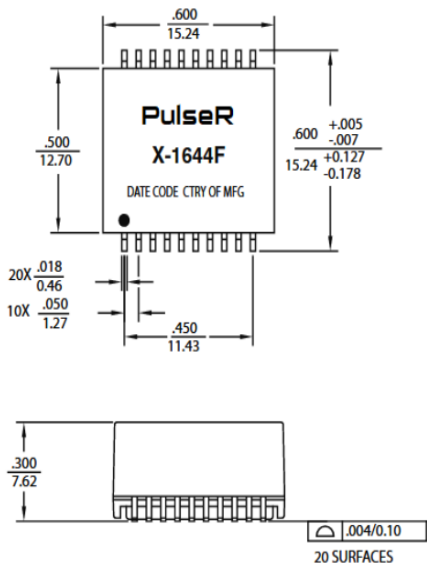 .600
15.24
PulseR
X-1644F
DATE CODE CTRY OF MFG
.500
12.70
.600 +.005
-.007
15.24 +0.127
-0.178
20X .018
0.46
10X .050
1.27
.450
11.43
.300
7.62
.004/0.10
20 SURFACES